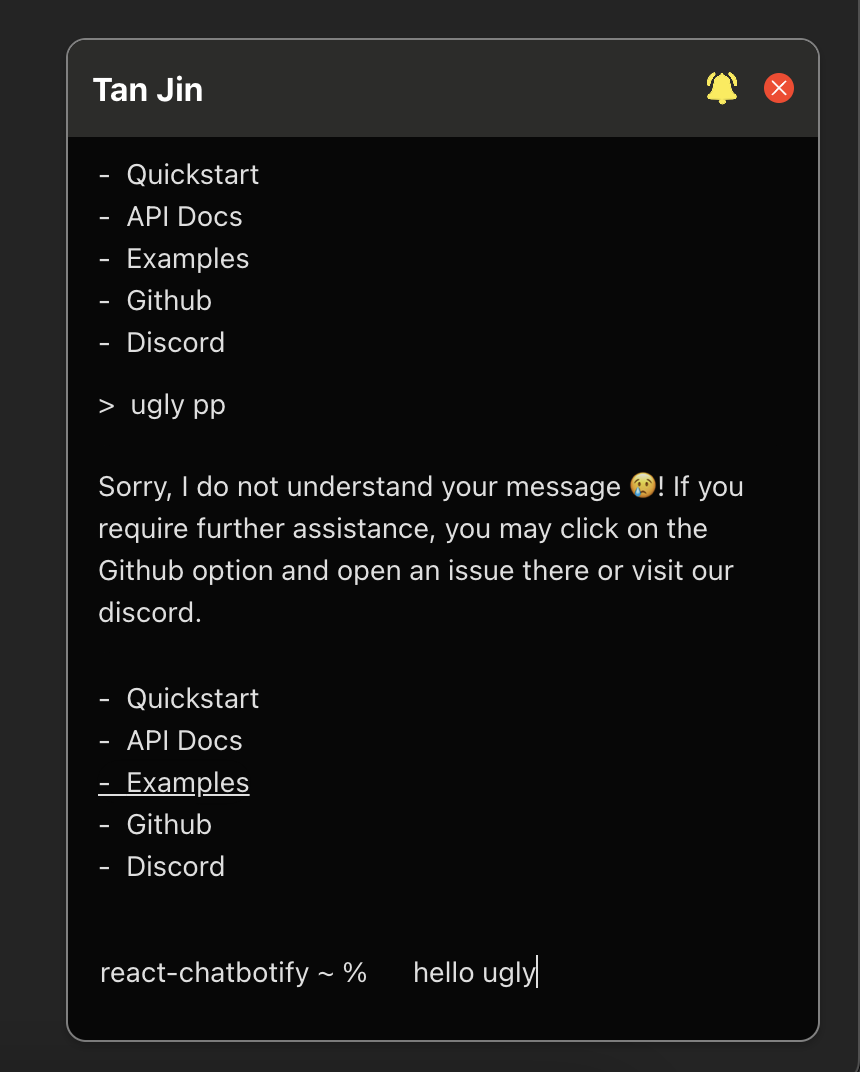 Tan Jin
- Quickstart
- API Docs
- Examples
- Github
- Discord
> ugly pp
Sorry, I do not understand your message 😢! If you
require further assistance, you may click on the
Github option and open an issue there or visit our
discord.
- Quickstart
- API Docs
- Examples
- Github
- Discord
react-chatbotify ~ % hello ugly